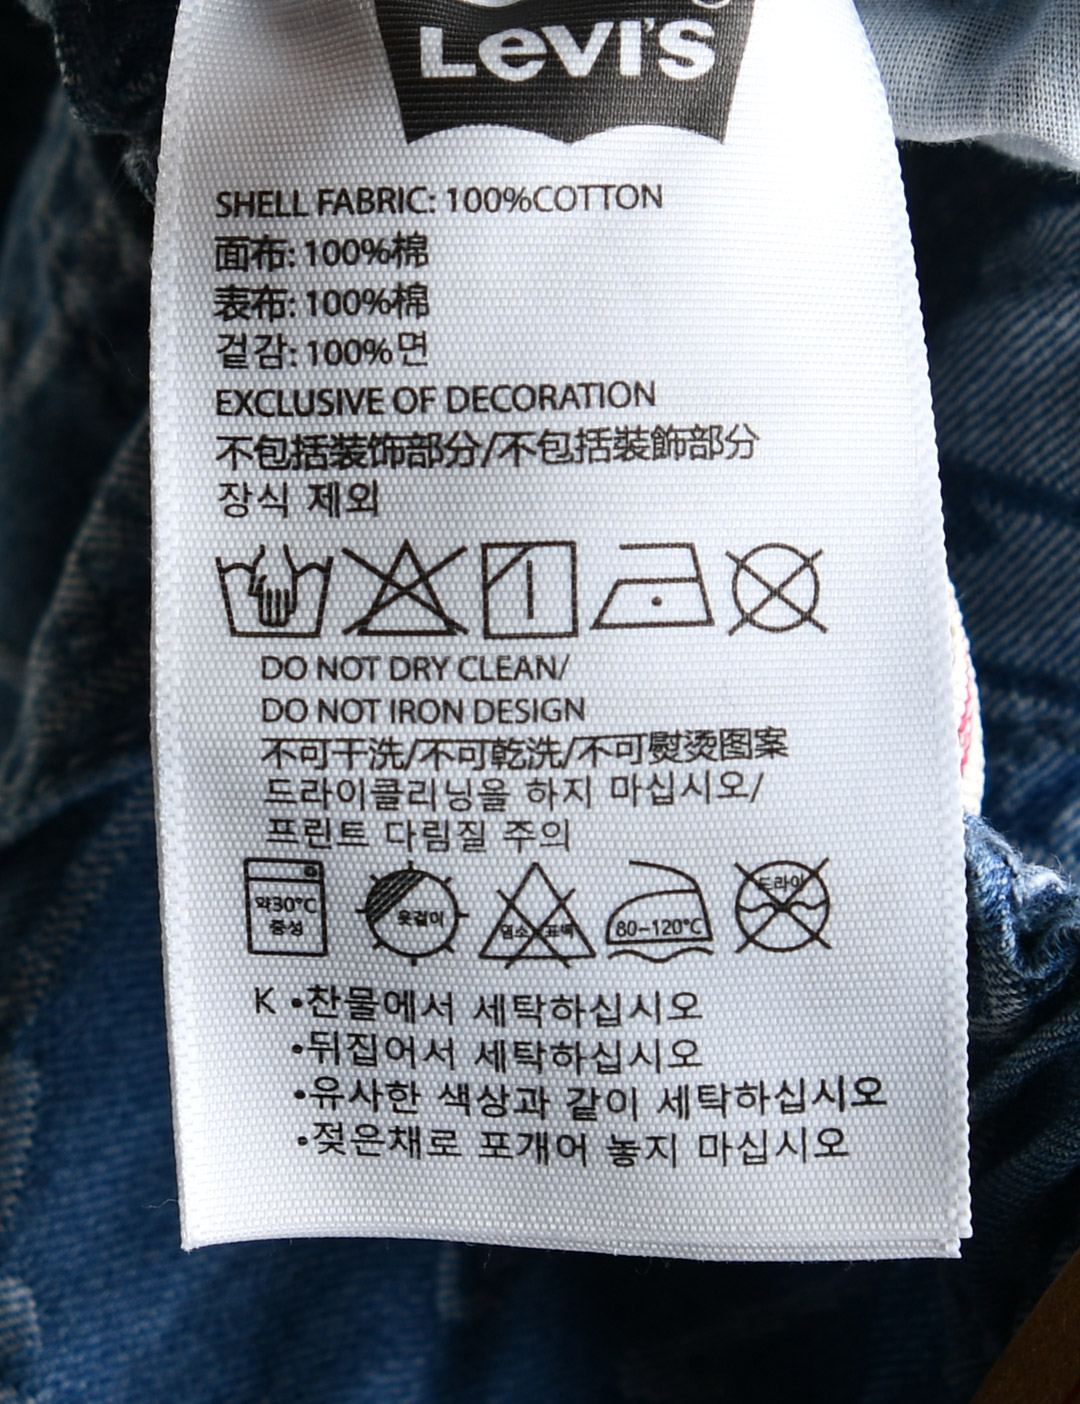 Levi's
SHELL FABRIC: 100%COTTON
面布: 100%棉
表布: 100%棉
겉감: 100%면
EXCLUSIVE OF DECORATION
不包括装饰部分/不包括裝飾部分
장식 제외
DO NOT DRY CLEAN/
DO NOT IRON DESIGN
不可干洗/不可乾洗/不可熨烫图案
드라이클리닝을 하지 마십시오/
프린트 다림질 주의
약30°C
중성
옷걸이
염소 표백
80~120°C
드라이
K •찬물에서 세탁하십시오
•뒤집어서 세탁하십시오
•유사한 색상과 같이 세탁하십시오
•젖은채로 포개어 놓지 마십시오